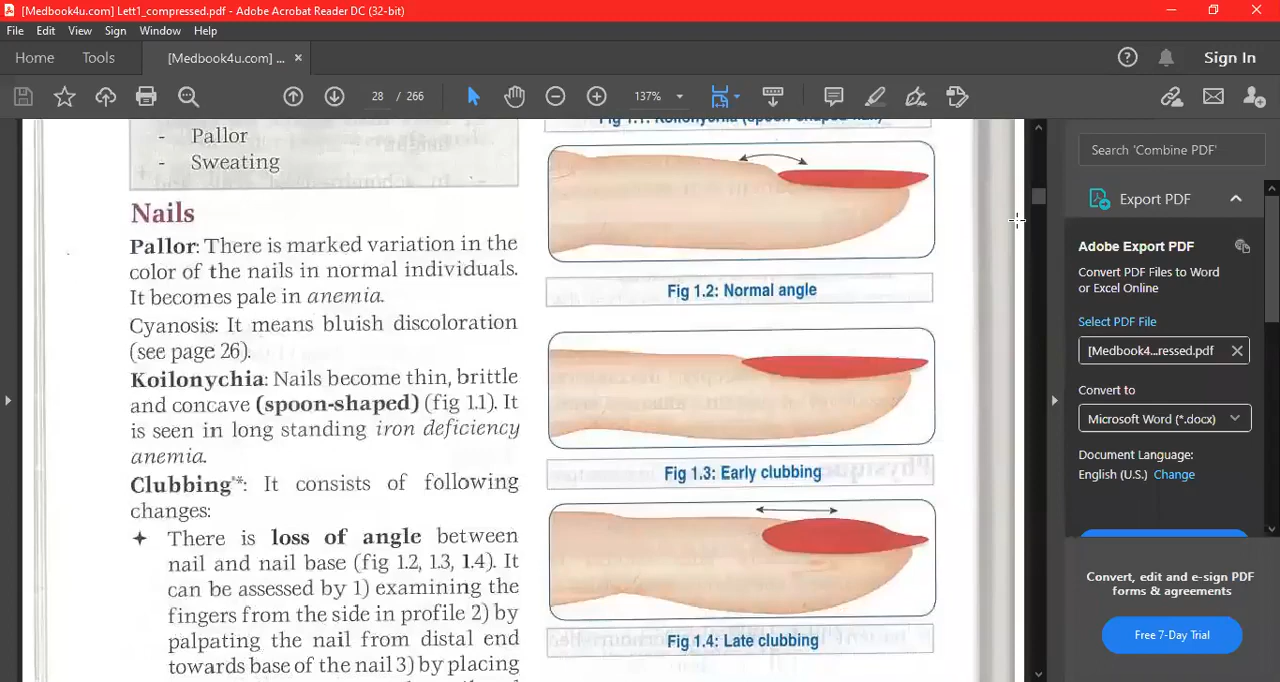 [Medbook4u.com] Lett1_compressed.pdf - Adobe Acrobat Reader DC (32-bit)
File Edit View Sign Window Help
Home Tools [Medbook4u.com] ... × Sign In
28 / 266 137%
- Pallor
- Sweating
Nails
Pallor: There is marked variation in the
color of the nails in normal individuals.
It becomes pale in anemia.
Cyanosis: It means bluish discoloration
(see page 26).
Koilonychia: Nails become thin, brittle
and concave (spoon-shaped) (fig 1.1). It
is seen in long standing iron deficiency
anemia.
Clubbing**: It consists of following
changes:
There is loss of angle between
nail and nail base (fig 1.2, 1.3, 1.4). It
can be assessed by 1) examining the
fingers from the side in profile 2) by
palpating the nail from distal end
towards base of the nail 3) by placing
Fig 1.1: Koilonychia (spoon shaped nail)
Fig 1.2: Normal angle
Fig 1.3: Early clubbing
Fig 1.4: Late clubbing
Search 'Combine PDF'
Export PDF
Adobe Export PDF
Convert PDF Files to Word
or Excel Online
Select PDF File
[Medbook4...ressed.pdf
Convert to
Microsoft Word (*.docx)
Document Language:
English (U.S.) Change
Convert, edit and e-sign PDF
forms & agreements
Free 7-Day Trial